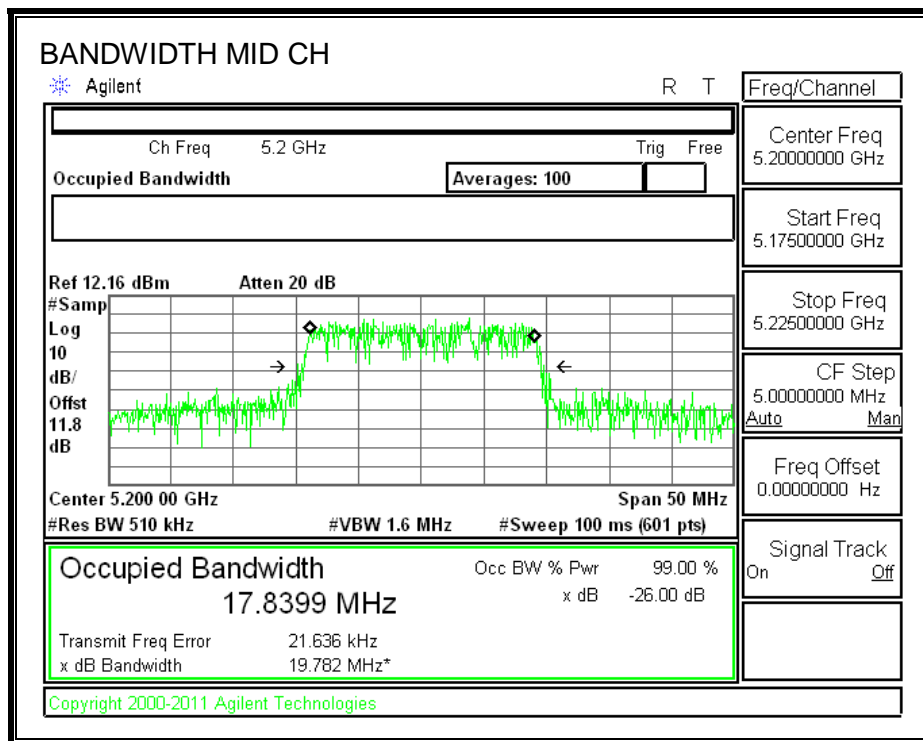 BANDWIDTH MID CH
Agilent R T
Ch Freq 5.2 GHz Trig Free
Occupied Bandwidth Averages: 100
Ref 12.16 dBm Atten 20 dB
#Samp
Log
10
dB/
Offst
11.8
dB
Center 5.200 00 GHz Span 50 MHz
#Res BW 510 kHz #VBW 1.6 MHz #Sweep 100 ms (601 pts)
Occupied Bandwidth Occ BW % Pwr 99.00 %
17.8399 MHz x dB -26.00 dB
Transmit Freq Error 21.636 kHz
x dB Bandwidth 19.782 MHz*
Copyright 2000-2011 Agilent Technologies
Freq/Channel
Center Freq
5.20000000 GHz
Start Freq
5.17500000 GHz
Stop Freq
5.22500000 GHz
CF Step
5.00000000 MHz
Auto Man
Freq Offset
0.00000000 Hz
Signal Track
On Off